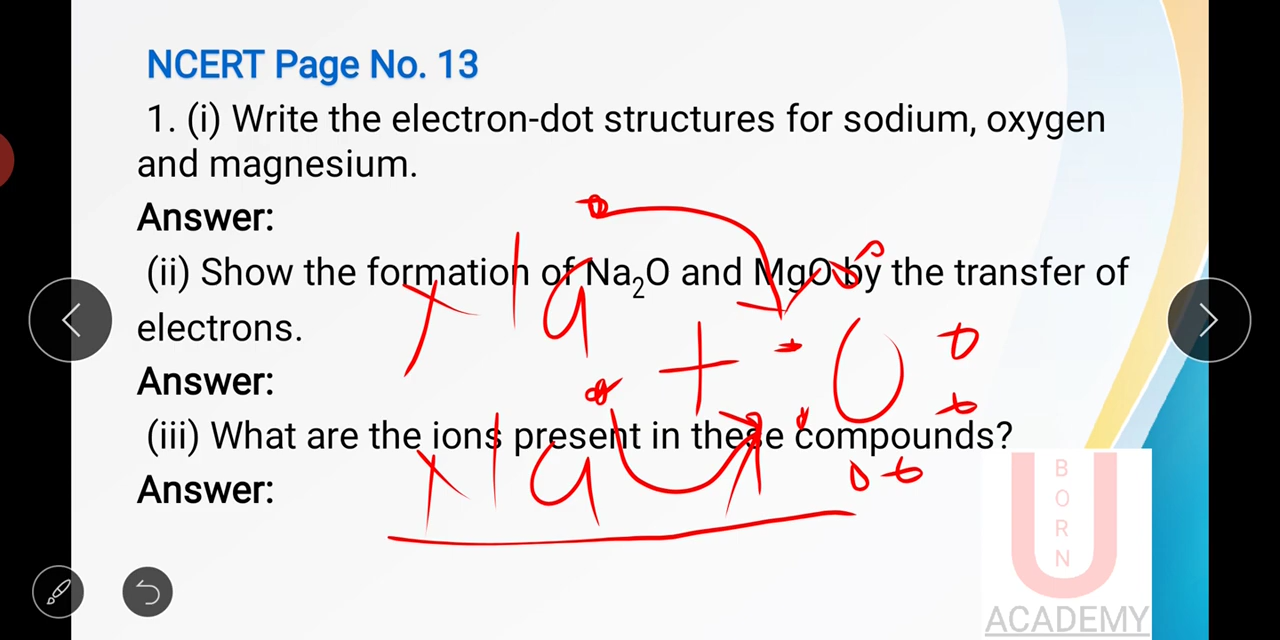 NCERT Page No. 13
1. (i) Write the electron-dot structures for sodium, oxygen
and magnesium.
Answer:
(ii) Show the formation of Na₂O and MgO by the transfer of
electrons.
Na
+ O
Answer:
(iii) What are the ions present in these compounds?
Na
Answer:
U
BORN
ACADEMY